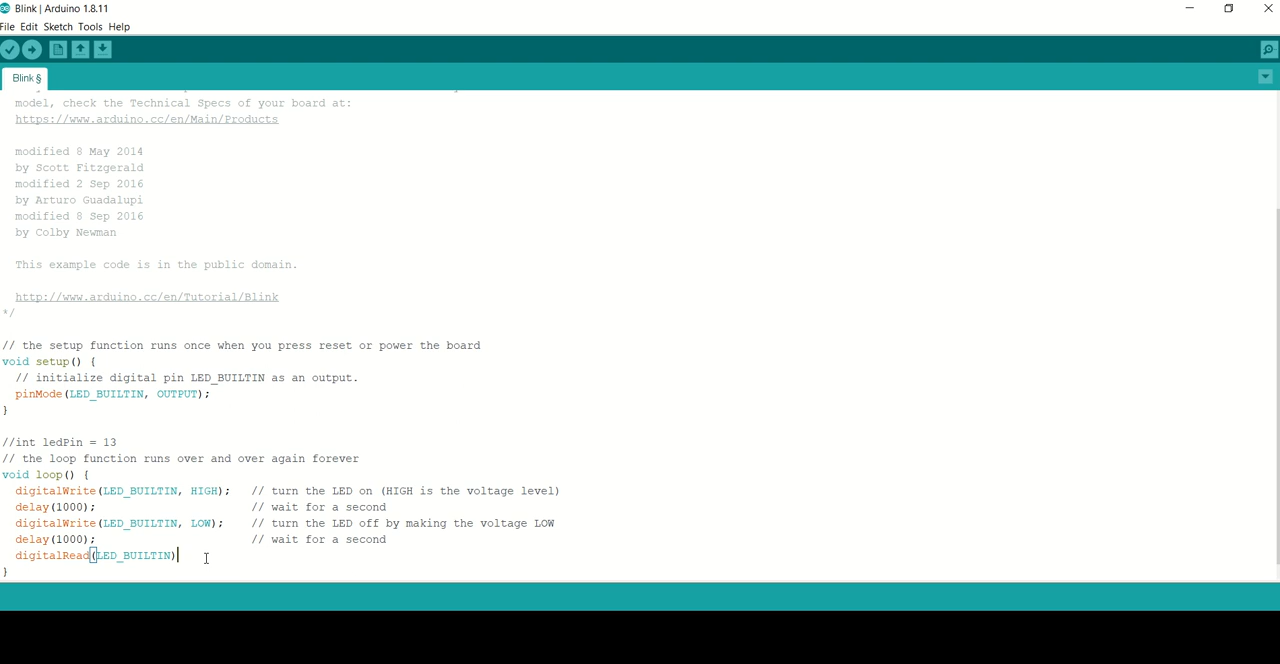 Blink | Arduino 1.8.11
File Edit Sketch Tools Help
Blink §
model, check the Technical Specs of your board at:
https://www.arduino.cc/en/Main/Products
modified 8 May 2014
by Scott Fitzgerald
modified 2 Sep 2016
by Arturo Guadalupi
modified 8 Sep 2016
by Colby Newman
This example code is in the public domain.
http://www.arduino.cc/en/Tutorial/Blink
*/
// the setup function runs once when you press reset or power the board
void setup() {
// initialize digital pin LED_BUILTIN as an output.
pinMode(LED_BUILTIN, OUTPUT);
}
//int ledPin = 13
// the loop function runs over and over again forever
void loop() {
digitalWrite(LED_BUILTIN, HIGH);   // turn the LED on (HIGH is the voltage level)
delay(1000);                       // wait for a second
digitalWrite(LED_BUILTIN, LOW);    // turn the LED off by making the voltage LOW
delay(1000);                       // wait for a second
digitalRead(LED_BUILTIN)
}